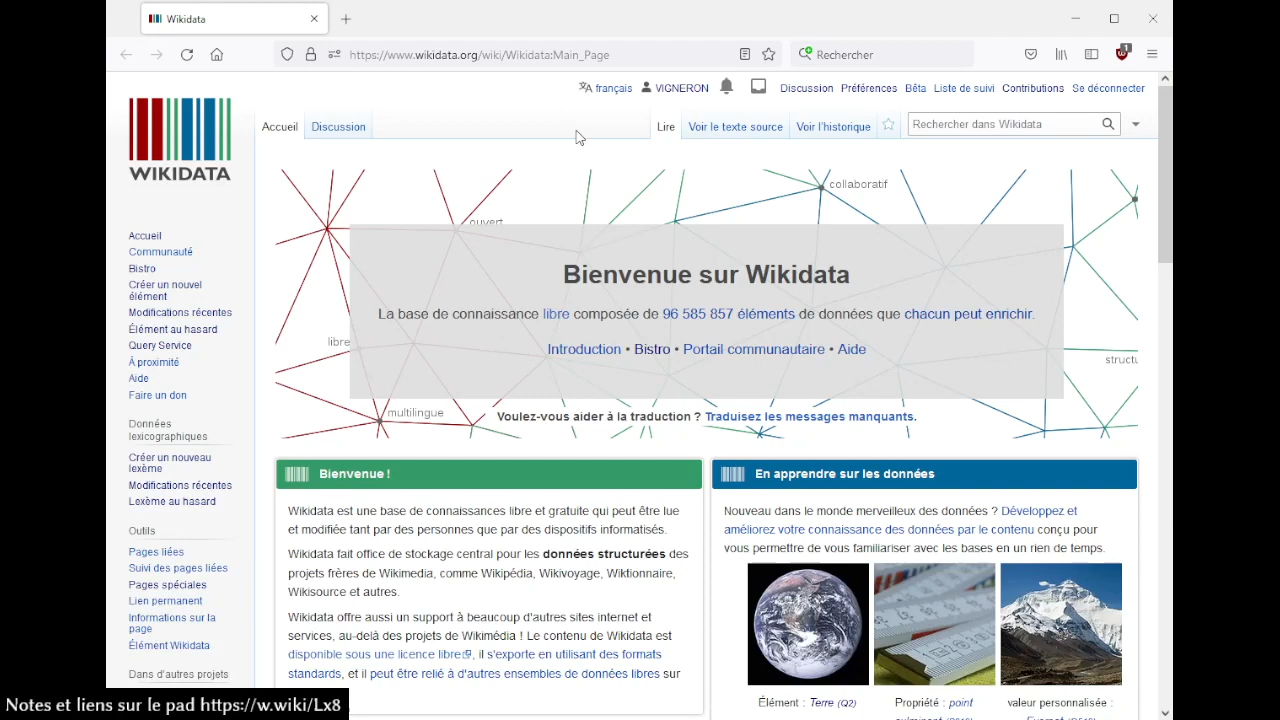 Wikidata
https://www.wikidata.org/wiki/Wikidata:Main_Page
Rechercher
1
français VIGNERON Discussion Préférences Bêta Liste de suivi Contributions Se déconnecter
Accueil Discussion Lire Voir le texte source Voir l'historique Rechercher dans Wikidata
WIKIDATA
collaboratif
ouvert
libre
structu
multilingue
Bienvenue sur Wikidata
La base de connaissance libre composée de 96 585 857 éléments de données que chacun peut enrichir.
Introduction • Bistro • Portail communautaire • Aide
Voulez-vous aider à la traduction ? Traduisez les messages manquants.
Accueil
Communauté
Bistro
Créer un nouvel
élément
Modifications récentes
Élément au hasard
Query Service
À proximité
Aide
Faire un don
Données
lexicographiques
Créer un nouveau
lexème
Modifications récentes
Lexème au hasard
Outils
Pages liées
Suivi des pages liées
Pages spéciales
Lien permanent
Informations sur la
page
Élément Wikidata
Dans d'autres projets
Bienvenue !
Wikidata est une base de connaissances libre et gratuite qui peut être lue
et modifiée tant par des personnes que par des dispositifs informatisés.
Wikidata fait office de stockage central pour les données structurées des
projets frères de Wikimedia, comme Wikipédia, Wikivoyage, Wiktionnaire,
Wikisource et autres.
Wikidata offre aussi un support à beaucoup d'autres sites internet et
services, au-delà des projets de Wikimédia ! Le contenu de Wikidata est
disponible sous une licence libre, il s'exporte en utilisant des formats
standards, et il peut être relié à d'autres ensembles de données libres sur
En apprendre sur les données
Nouveau dans le monde merveilleux des données ? Développez et
améliorez votre connaissance des données par le contenu conçu pour
vous permettre de vous familiariser avec les bases en un rien de temps.
Élément : Terre (Q2)
Propriété : point
valeur personnalisée :
Notes et liens sur le pad https://w.wiki/Lx8